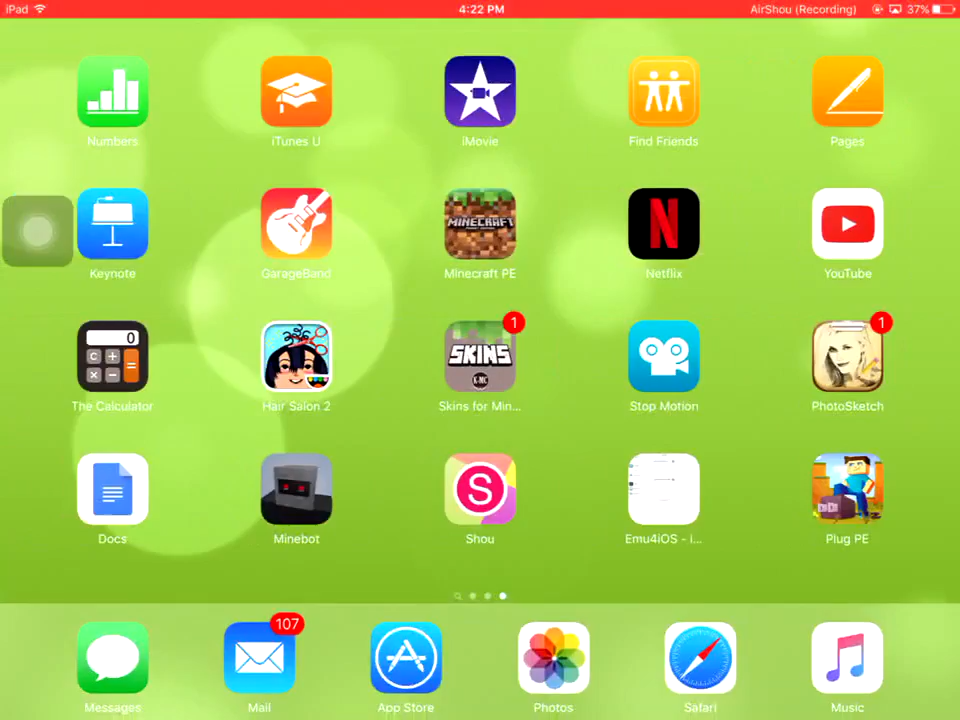 iPad 4:22 PM AirShou (Recording) 37%
Numbers iTunes U iMovie Find Friends Pages
MINECRAFT
N
Keynote GarageBand Minecraft PE Netflix YouTube
0 1 1
C + = × − SKINS
K-MC
The Calculator Hair Salon 2 Skins for Min... Stop Motion PhotoSketch
S
Docs Minebot Shou Emu4iOS - i... Plug PE
107
Messages Mail App Store Photos Safari Music